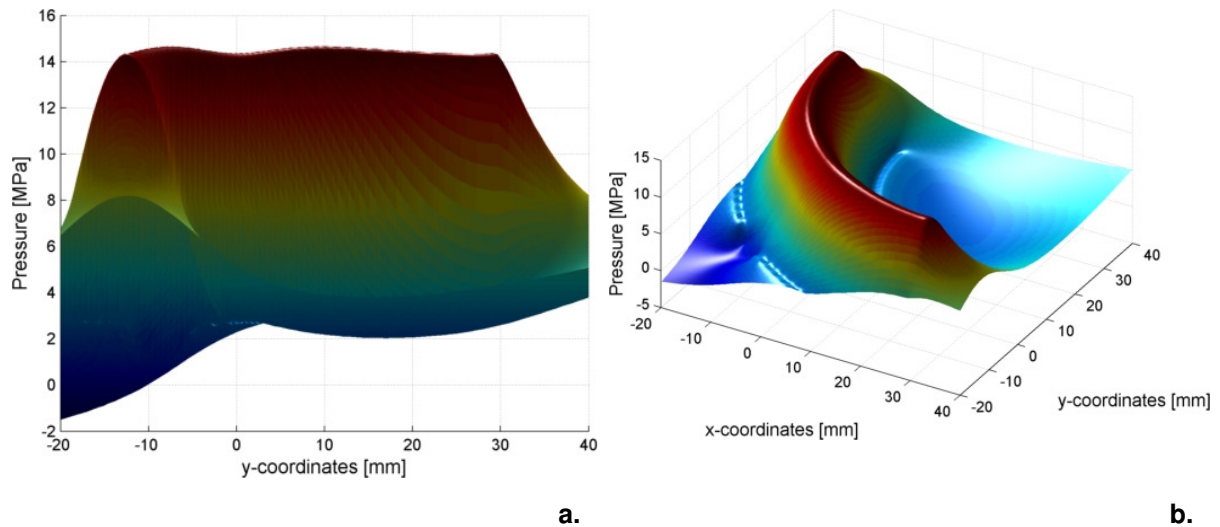 16
14
12
10
8
6
4
2
0
-2
Pressure [MPa]
-20 -10 0 10 20 30 40
y-coordinates [mm]
a.
15
10
5
0
-5
Pressure [MPa]
-20 -10 0 10 20 30 40
x-coordinates [mm]
-20 -10 0 10 20 30 40
y-coordinates [mm]
b.